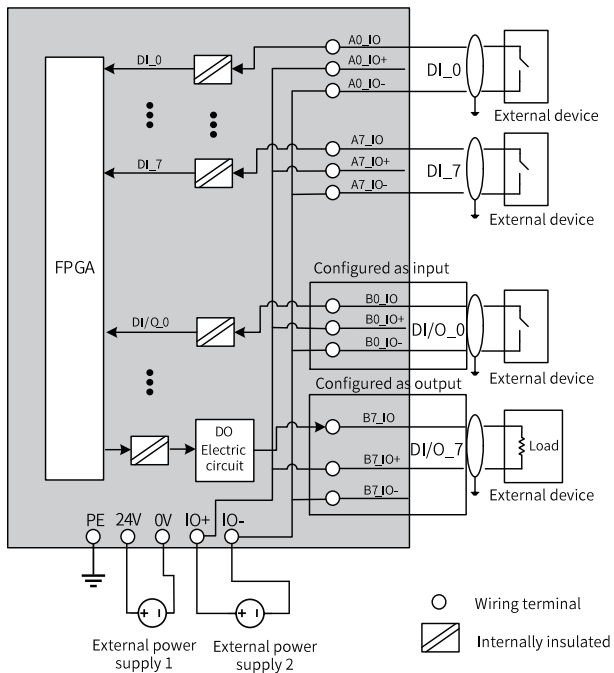 DI_0
A0_IO
A0_IO+
A0_IO-
DI_0
External device
DI_7
A7_IO
A7_IO+
A7_IO-
DI_7
External device
FPGA
Configured as input
DI/O_0
B0_IO
B0_IO+
B0_IO-
DI/O_0
External device
Configured as output
DO
Electric
circuit
B7_IO
B7_IO+
B7_IO-
DI/O_7
Load
External device
PE
24V
0V
IO+
IO-
+ -
+ -
External power
supply 1
External power
supply 2
Wiring terminal
Internally insulated